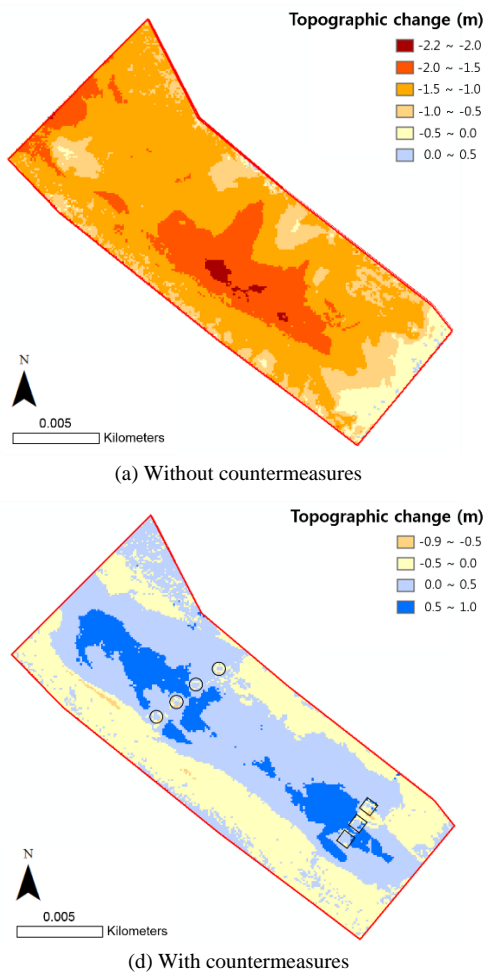 Topographic change (m)
-2.2 ~ -2.0
-2.0 ~ -1.5
-1.5 ~ -1.0
-1.0 ~ -0.5
-0.5 ~ 0.0
0.0 ~ 0.5
N
0.005
Kilometers
(a) Without countermeasures
Topographic change (m)
-0.9 ~ -0.5
-0.5 ~ 0.0
0.0 ~ 0.5
0.5 ~ 1.0
N
0.005
Kilometers
(d) With countermeasures